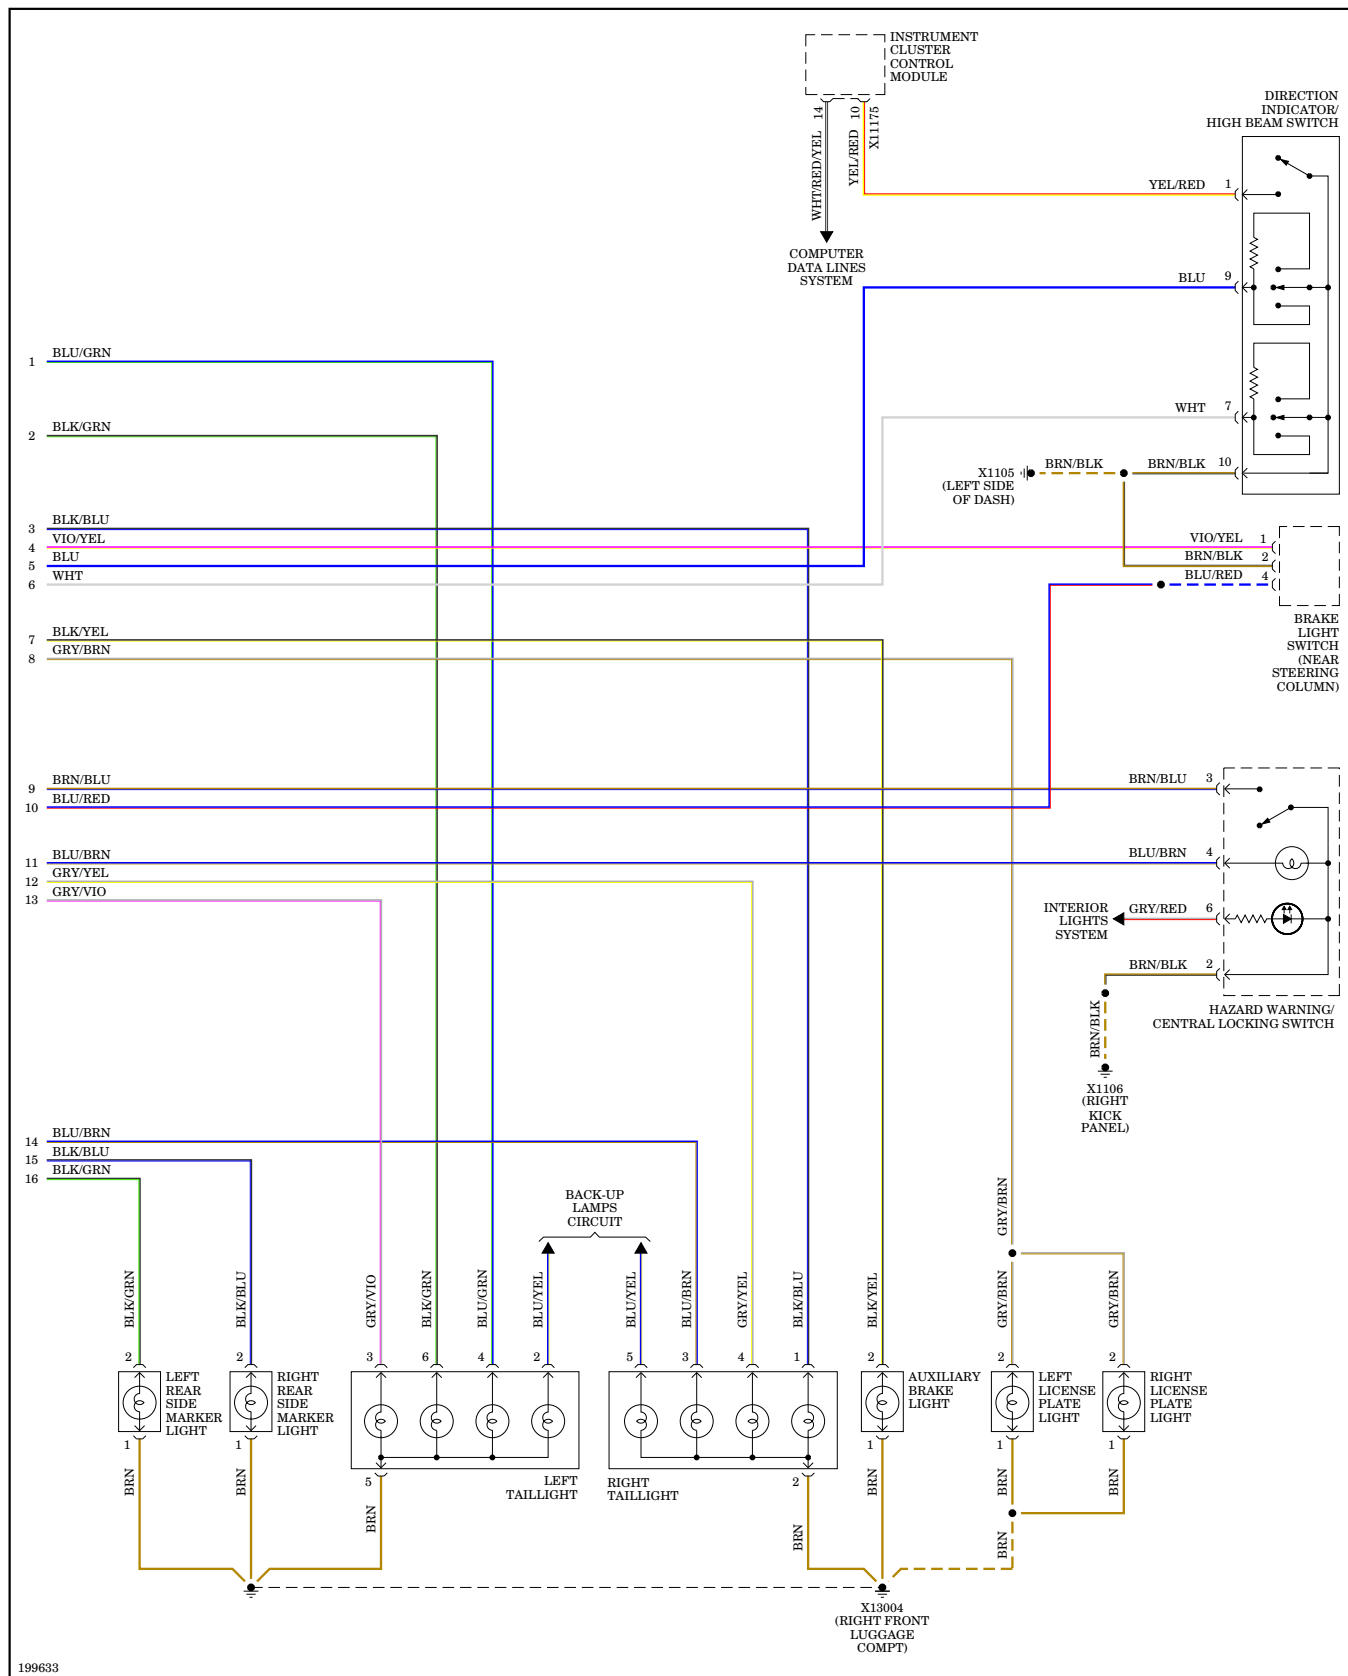 INSTRUMENT
CLUSTER
CONTROL
MODULE
14
10
X11175
WHT/RED/YEL
YEL/RED
COMPUTER
DATA LINES
SYSTEM
DIRECTION
INDICATOR/
HIGH BEAM SWITCH
YEL/RED 1
BLU 9
WHT 7
BRN/BLK
BRN/BLK 10
X1105
(LEFT SIDE
OF DASH)
1 BLU/GRN
2 BLK/GRN
3 BLK/BLU
4 VIO/YEL
5 BLU
6 WHT
VIO/YEL 1
BRN/BLK 2
BLU/RED 4
BRAKE
LIGHT
SWITCH
(NEAR
STEERING
COLUMN)
7 BLK/YEL
8 GRY/BRN
9 BRN/BLU
10 BLU/RED
11 BLU/BRN
12 GRY/YEL
13 GRY/VIO
BRN/BLU 3
BLU/BRN 4
INTERIOR
LIGHTS
SYSTEM
GRY/RED 6
BRN/BLK 2
HAZARD WARNING/
CENTRAL LOCKING SWITCH
BRN/BLK
X1106
(RIGHT
KICK
PANEL)
14 BLU/BRN
15 BLK/BLU
16 BLK/GRN
BACK-UP
LAMPS
CIRCUIT
GRY/BRN
BLK/GRN
BLK/BLU
GRY/VIO
BLK/GRN
BLU/GRN
BLU/YEL
BLU/YEL
BLU/BRN
GRY/YEL
BLK/BLU
BLK/YEL
GRY/BRN
GRY/BRN
2 2 3 6 4 2 5 3 4 1 2 2 2
LEFT
REAR
SIDE
MARKER
LIGHT
RIGHT
REAR
SIDE
MARKER
LIGHT
AUXILIARY
BRAKE
LIGHT
LEFT
LICENSE
PLATE
LIGHT
RIGHT
LICENSE
PLATE
LIGHT
1 1 5 2 1 1 1
LEFT
TAILLIGHT
RIGHT
TAILLIGHT
BRN
BRN
BRN
BRN
BRN
BRN
BRN
BRN
X13004
(RIGHT FRONT
LUGGAGE
COMPT)
199633